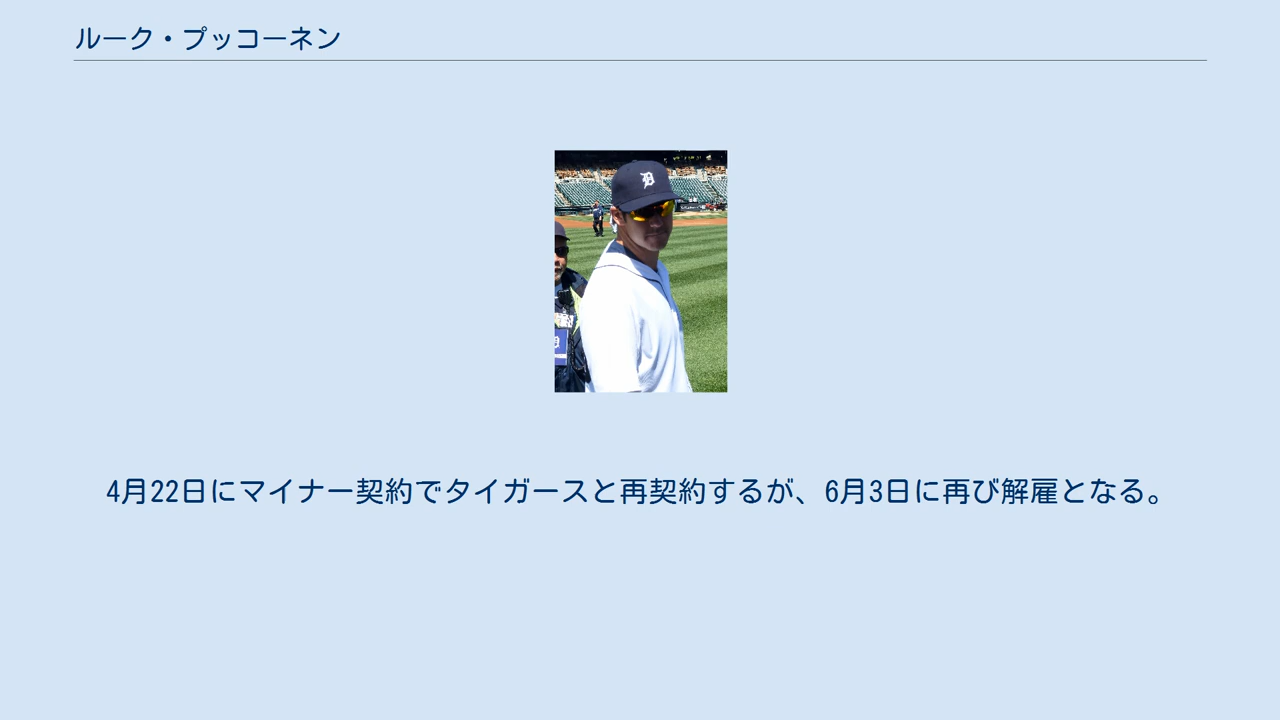 ルーク・プッコーネン
4月22日にマイナー契約でタイガースと再契約するが、6月3日に再び解雇となる。